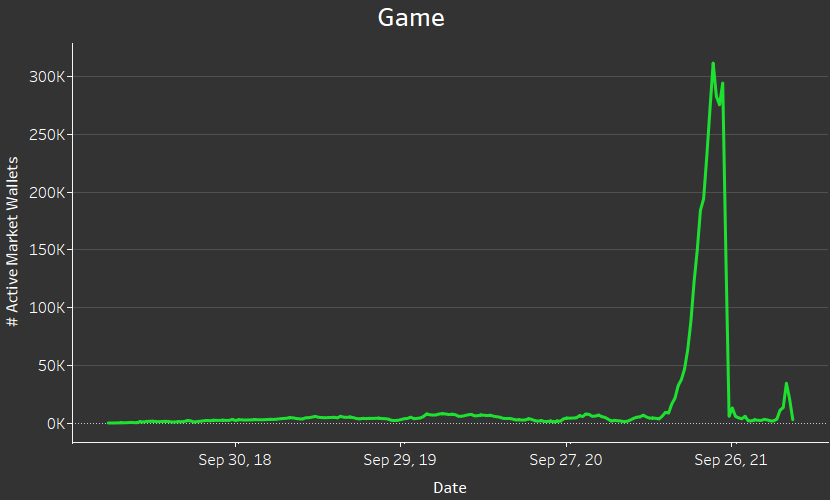 Game
# Active Market Wallets
300K
250K
200K
150K
100K
50K
0K
Sep 30, 18
Sep 29, 19
Sep 27, 20
Sep 26, 21
Date